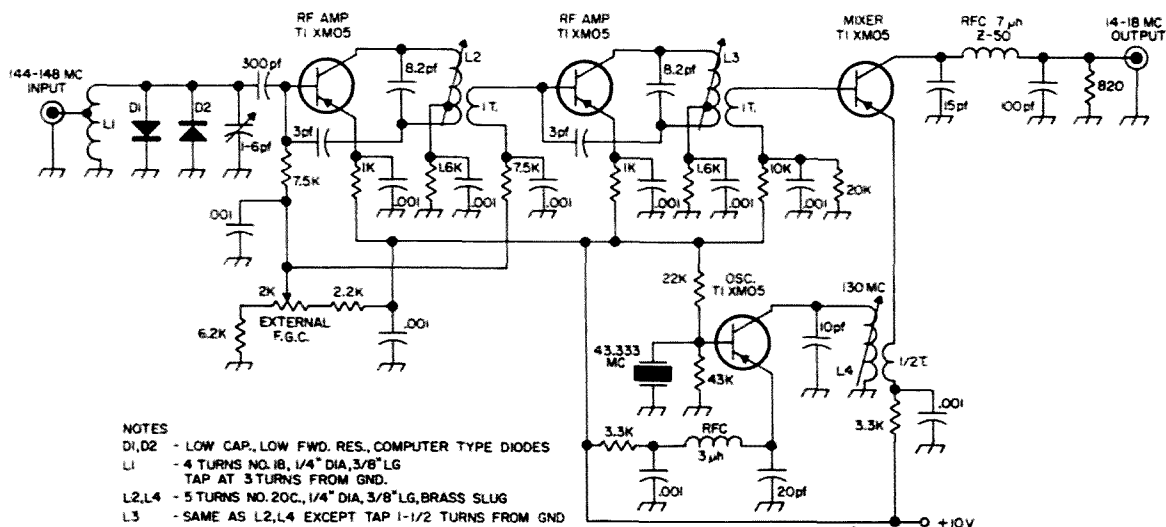 RF AMP
TI XM05
RF AMP
TI XM05
MIXER
TI XM05
RFC 7 μh
Z-50
14-18 MC
OUTPUT
144-148 MC
INPUT
300pf
8.2pf
L2
8.2pf
L3
L1
D1
D2
1-6pf
3pf
1 T.
3pf
1 T.
15pf
100pf
820
7.5K
1K
.001
1.6K
.001
7.5K
.001
1K
.001
1.6K
.001
10K
.001
20K
.001
2K
2.2K
6.2K
EXTERNAL
F.G.C.
.001
22K
OSC.
TI XM05
130 MC
10pf
L4
1/2T
43.333
MC
43K
.001
3.3K
3.3K
RFC
3 μh
.001
20pf
+10V
NOTES
D1,D2 - LOW CAP., LOW FWD. RES., COMPUTER TYPE DIODES
L1 - 4 TURNS NO. 18, 1/4" DIA, 3/8" LG
TAP AT 3 TURNS FROM GND.
L2,L4 - 5 TURNS NO. 20C., 1/4" DIA, 3/8" LG, BRASS SLUG
L3 - SAME AS L2, L4 EXCEPT TAP 1-1/2 TURNS FROM GND